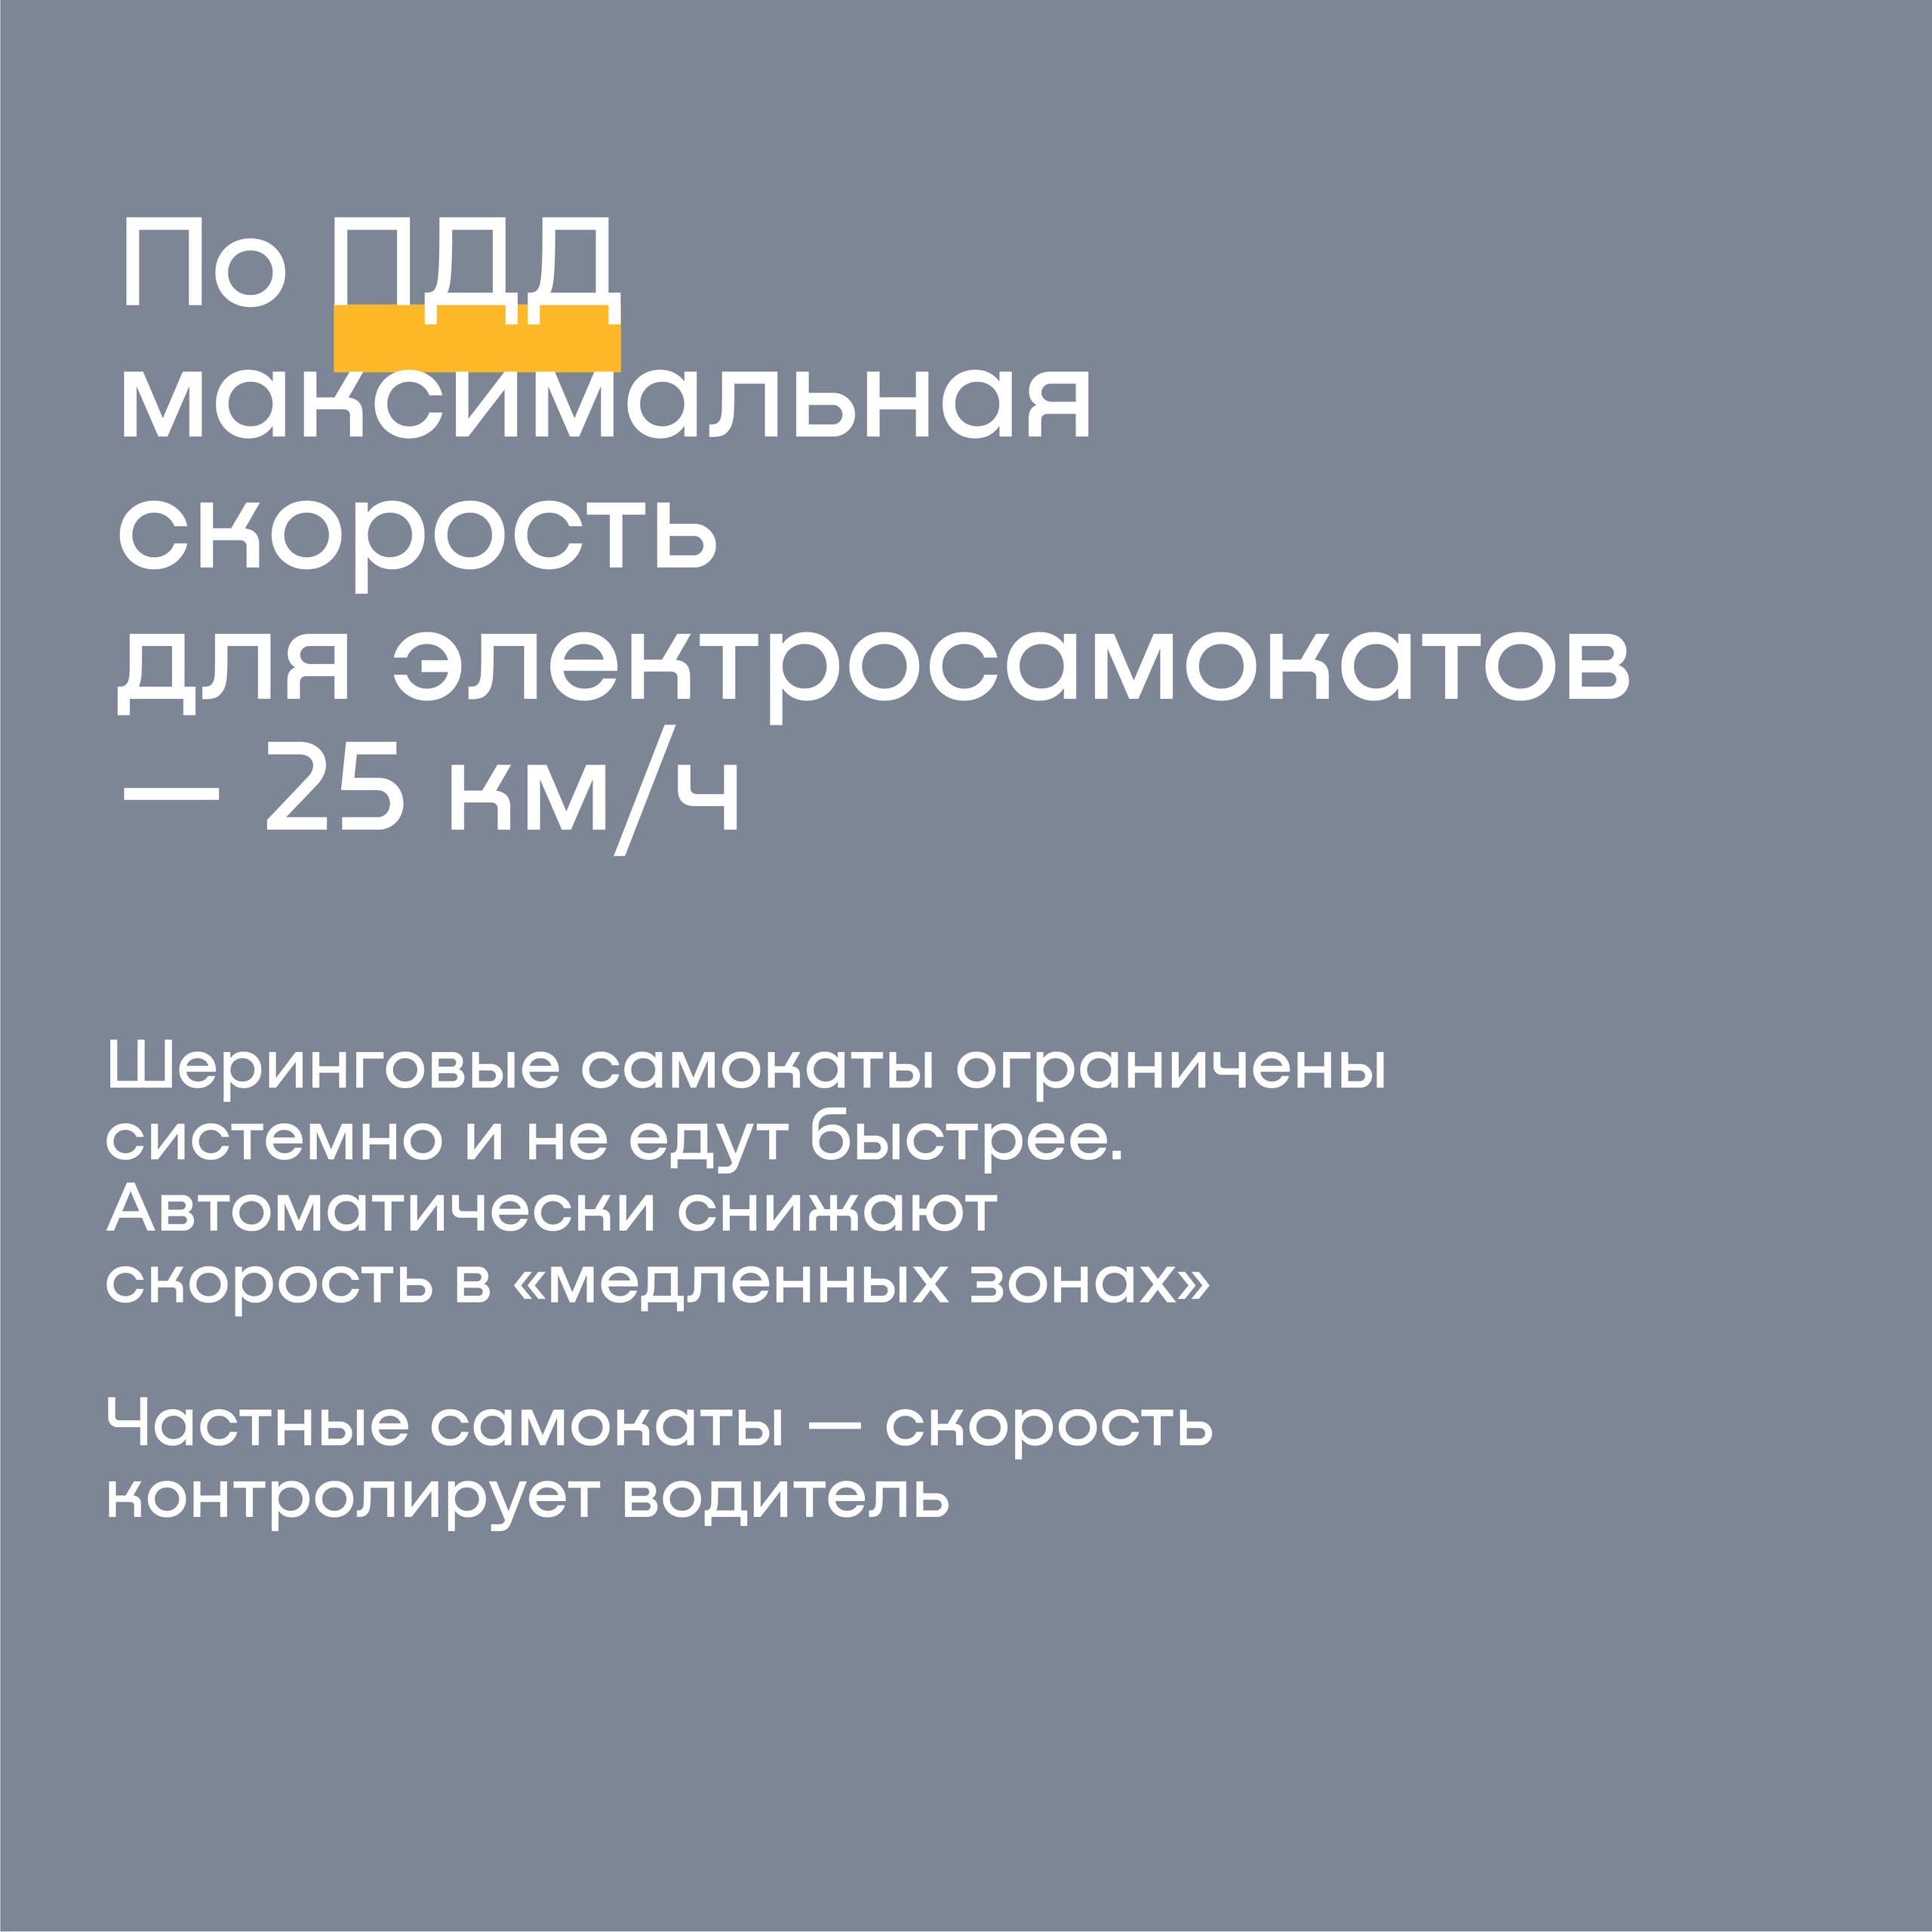 По ПДД
максимальная
скорость
для электросамокатов
— 25 км/ч
Шеринговые самокаты ограничены
системно и не едут быстрее.
Автоматически снижают
скорость в «медленных зонах»
Частные самокаты — скорость
контролирует водитель